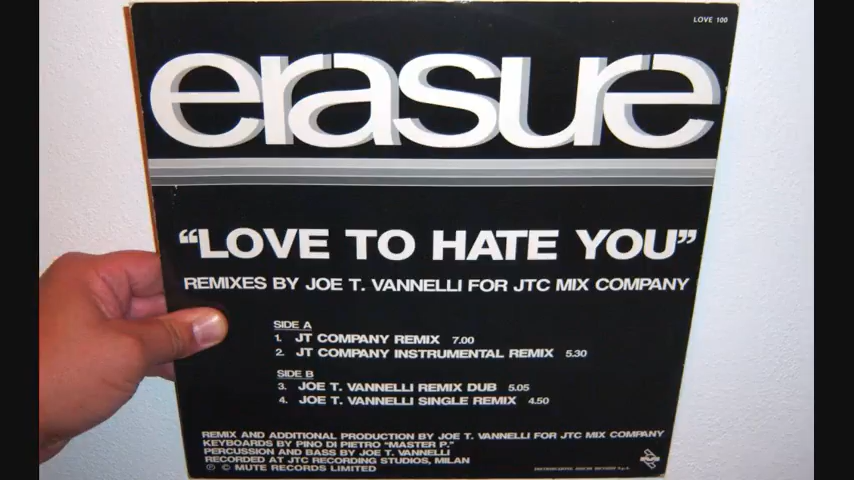 LOVE 100
erasure
“LOVE TO HATE YOU”
REMIXES BY JOE T. VANNELLI FOR JTC MIX COMPANY
SIDE A
1. JT COMPANY REMIX 7.00
2. JT COMPANY INSTRUMENTAL REMIX 5.30
SIDE B
3. JOE T. VANNELLI REMIX DUB 5.05
4. JOE T. VANNELLI SINGLE REMIX 4.50
REMIX AND ADDITIONAL PRODUCTION BY JOE T. VANNELLI FOR JTC MIX COMPANY
KEYBOARDS BY PINO DI PIETRO “MASTER P.”
PERCUSSION AND BASS BY JOE T. VANNELLI
RECORDED AT JTC RECORDING STUDIOS, MILAN
Ⓟ © MUTE RECORDS LIMITED